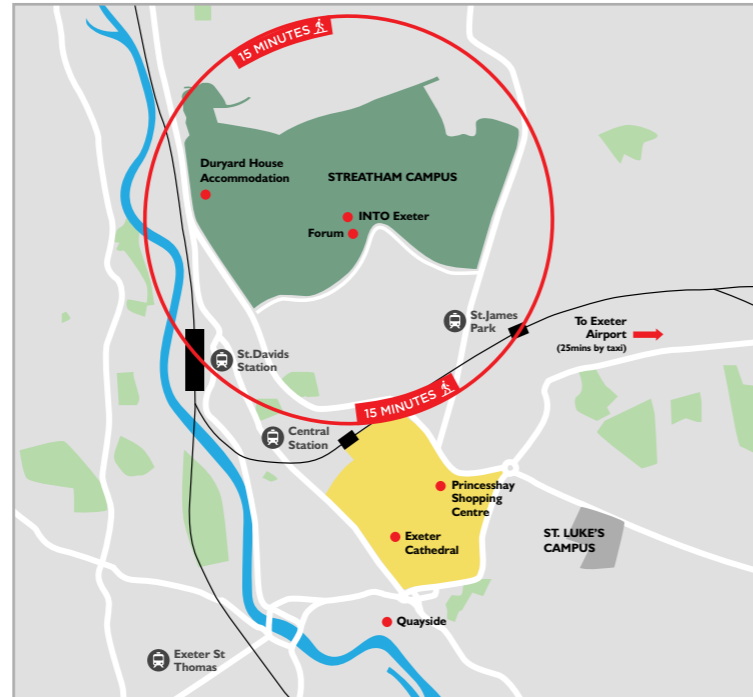 15 MINUTES
Duryard House
Accommodation
STREATHAM CAMPUS
INTO Exeter
Forum
St.James
Park
To Exeter
Airport
(25mins by taxi)
St.Davids
Station
15 MINUTES
Central
Station
Princesshay
Shopping
Centre
Exeter
Cathedral
ST. LUKE'S
CAMPUS
Quayside
Exeter St
Thomas